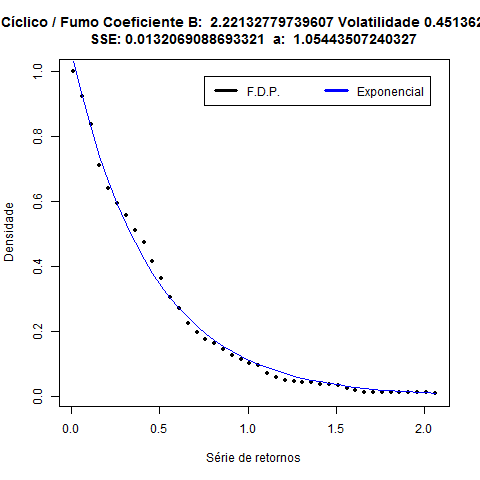 Cíclico / Fumo Coeficiente B: 2.22132779739607 Volatilidade 0.451362
SSE: 0.0132069088693321 a: 1.05443507240327
F.D.P. Exponencial
Densidade
1.0
0.8
0.6
0.4
0.2
0.0
0.0 0.5 1.0 1.5 2.0
Série de retornos